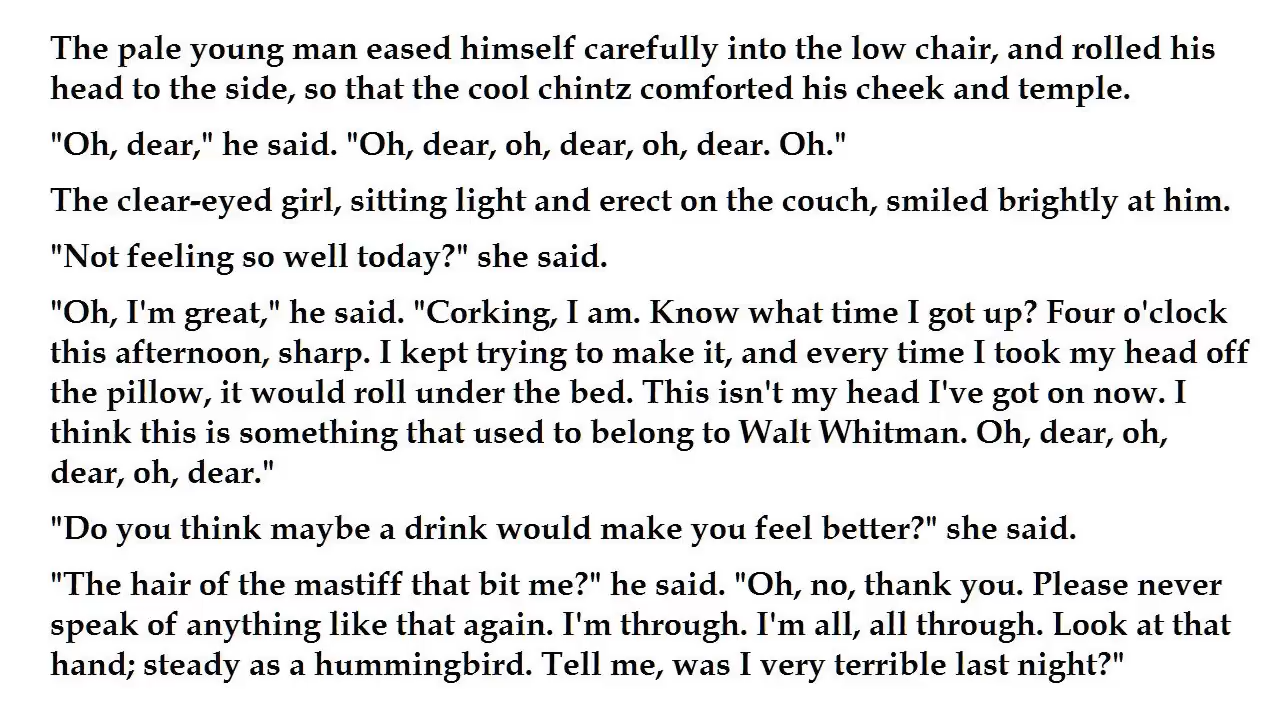 The pale young man eased himself carefully into the low chair, and rolled his
head to the side, so that the cool chintz comforted his cheek and temple.
"Oh, dear," he said. "Oh, dear, oh, dear, oh, dear. Oh."
The clear-eyed girl, sitting light and erect on the couch, smiled brightly at him.
"Not feeling so well today?" she said.
"Oh, I'm great," he said. "Corking, I am. Know what time I got up? Four o'clock
this afternoon, sharp. I kept trying to make it, and every time I took my head off
the pillow, it would roll under the bed. This isn't my head I've got on now. I
think this is something that used to belong to Walt Whitman. Oh, dear, oh,
dear, oh, dear."
"Do you think maybe a drink would make you feel better?" she said.
"The hair of the mastiff that bit me?" he said. "Oh, no, thank you. Please never
speak of anything like that again. I'm through. I'm all, all through. Look at that
hand; steady as a hummingbird. Tell me, was I very terrible last night?"